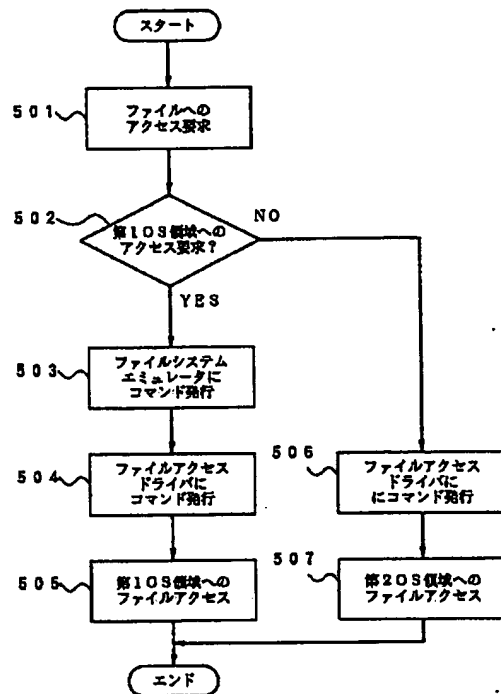 スタート
501
ファイルへの
アクセス要求
502
第1OS領域への
アクセス要求?
NO
YES
503
ファイルシステム
エミュレータに
コマンド発行
504
ファイルアクセス
ドライバに
コマンド発行
505
第1OS領域への
ファイルアクセス
506
ファイルアクセス
ドライバに
にコマンド発行
507
第2OS領域への
ファイルアクセス
エンド